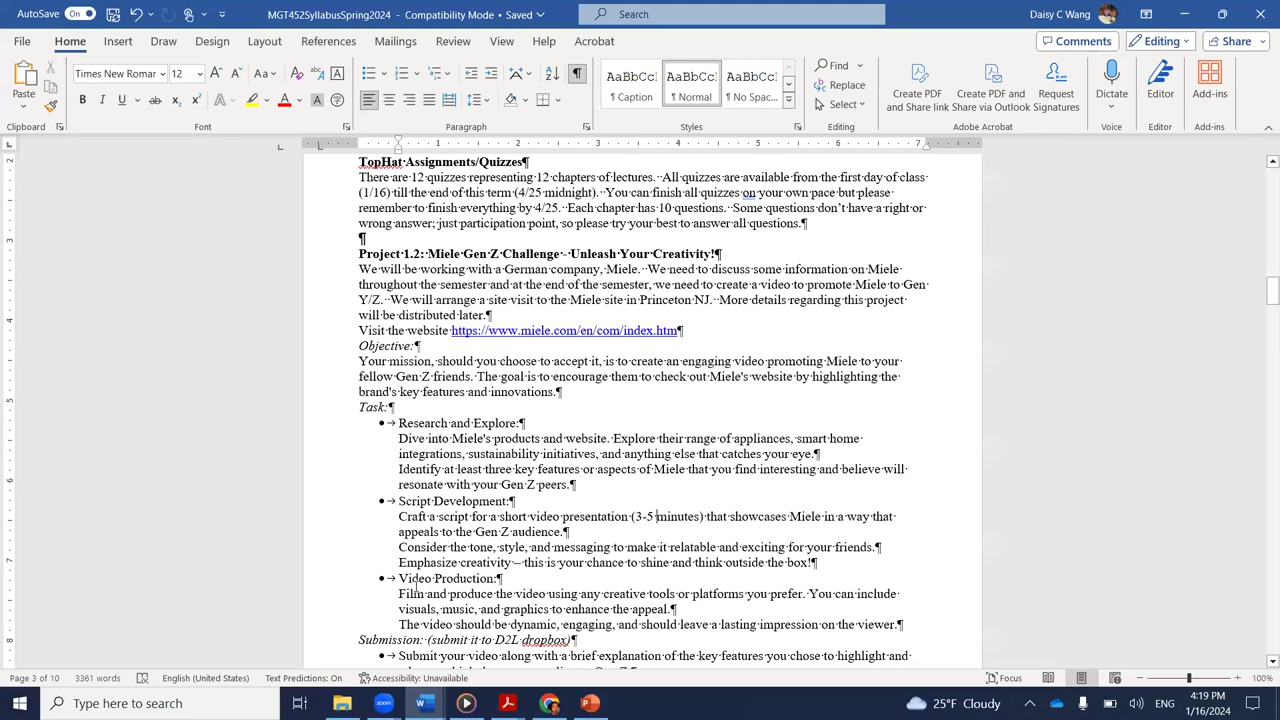 AutoSave On MGT452SyllabusSpring2024 Search Daisy C Wang
File Home Insert Draw Design Layout References Mailings Review View Help Acrobat Comments Editing Share
Paste Times New Roman 12 Aa A AaBbCcI AaBbCcI AaBbCcI Find Replace Select Create PDF and Share link Create PDF and Share via Outlook Request Signatures Dictate Editor Add-ins
¶ Caption ¶ Normal ¶ No Spac...
Clipboard Font Paragraph Styles Editing Adobe Acrobat Voice Editor Add-ins
1 2 3 4 5 6 7
TopHat·Assignments/Quizzes¶
There·are·12·quizzes·representing·12·chapters·of·lectures.··All·quizzes·are·available·from·the·first·day·of·class·
(1/16)·till·the·end·of·this·term·(4/25·midnight).··You·can·finish·all·quizzes·on·your·own·pace·but·please·
remember·to·finish·everything·by·4/25.··Each·chapter·has·10·questions.··Some·questions·don't·have·a·right·or·
wrong·answer;·just·participation·point,·so·please·try·your·best·to·answer·all·questions.¶
¶
Project·1.2:·Miele·Gen·Z·Challenge·-·Unleash·Your·Creativity!¶
We·will·be·working·with·a·German·company,·Miele.··We·need·to·discuss·some·information·on·Miele·
throughout·the·semester·and·at·the·end·of·the·semester,·we·need·to·create·a·video·to·promote·Miele·to·Gen·
Y/Z.··We·will·arrange·a·site·visit·to·the·Miele·site·in·Princeton·NJ.··More·details·regarding·this·project·
will·be·distributed·later.¶
Visit·the·website·https://www.miele.com/en/com/index.htm¶
Objective:¶
Your·mission,·should·you·choose·to·accept·it,·is·to·create·an·engaging·video·promoting·Miele·to·your·
fellow·Gen·Z·friends.·The·goal·is·to·encourage·them·to·check·out·Miele's·website·by·highlighting·the·
brand's·key·features·and·innovations.¶
Task:¶
•→Research·and·Explore:¶
Dive·into·Miele's·products·and·website.·Explore·their·range·of·appliances,·smart·home·
integrations,·sustainability·initiatives,·and·anything·else·that·catches·your·eye.¶
Identify·at·least·three·key·features·or·aspects·of·Miele·that·you·find·interesting·and·believe·will·
resonate·with·your·Gen·Z·peers.¶
•→Script·Development:¶
Craft·a·script·for·a·short·video·presentation·(3-5·minutes)·that·showcases·Miele·in·a·way·that·
appeals·to·the·Gen·Z·audience.¶
Consider·the·tone,·style,·and·messaging·to·make·it·relatable·and·exciting·for·your·friends.¶
Emphasize·creativity·–·this·is·your·chance·to·shine·and·think·outside·the·box!¶
•→Video·Production:¶
Film·and·produce·the·video·using·any·creative·tools·or·platforms·you·prefer.·You·can·include·
visuals,·music,·and·graphics·to·enhance·the·appeal.¶
The·video·should·be·dynamic,·engaging,·and·should·leave·a·lasting·impression·on·the·viewer.¶
Submission:·(submit·it·to·D2L·dropbox)¶
•→Submit·your·video·along·with·a·brief·explanation·of·the·key·features·you·chose·to·highlight·and·
Page 3 of 10 3361 words English (United States) Text Predictions: On Accessibility: Unavailable Focus 100%
Type here to search zoom 25°F Cloudy 4:19 PM
1/16/2024